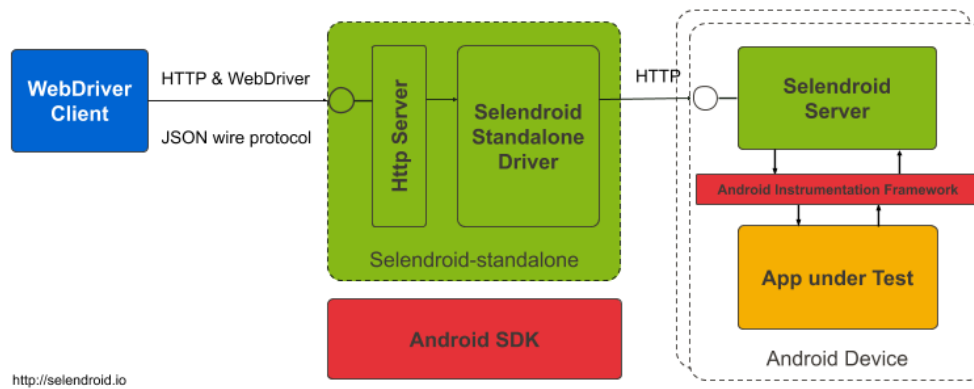 WebDriver
Client
HTTP & WebDriver
JSON wire protocol
Http Server
Selendroid
Standalone
Driver
Selendroid-standalone
Android SDK
HTTP
Selendroid
Server
Android Instrumentation Framework
App under Test
Android Device
http://selendroid.io